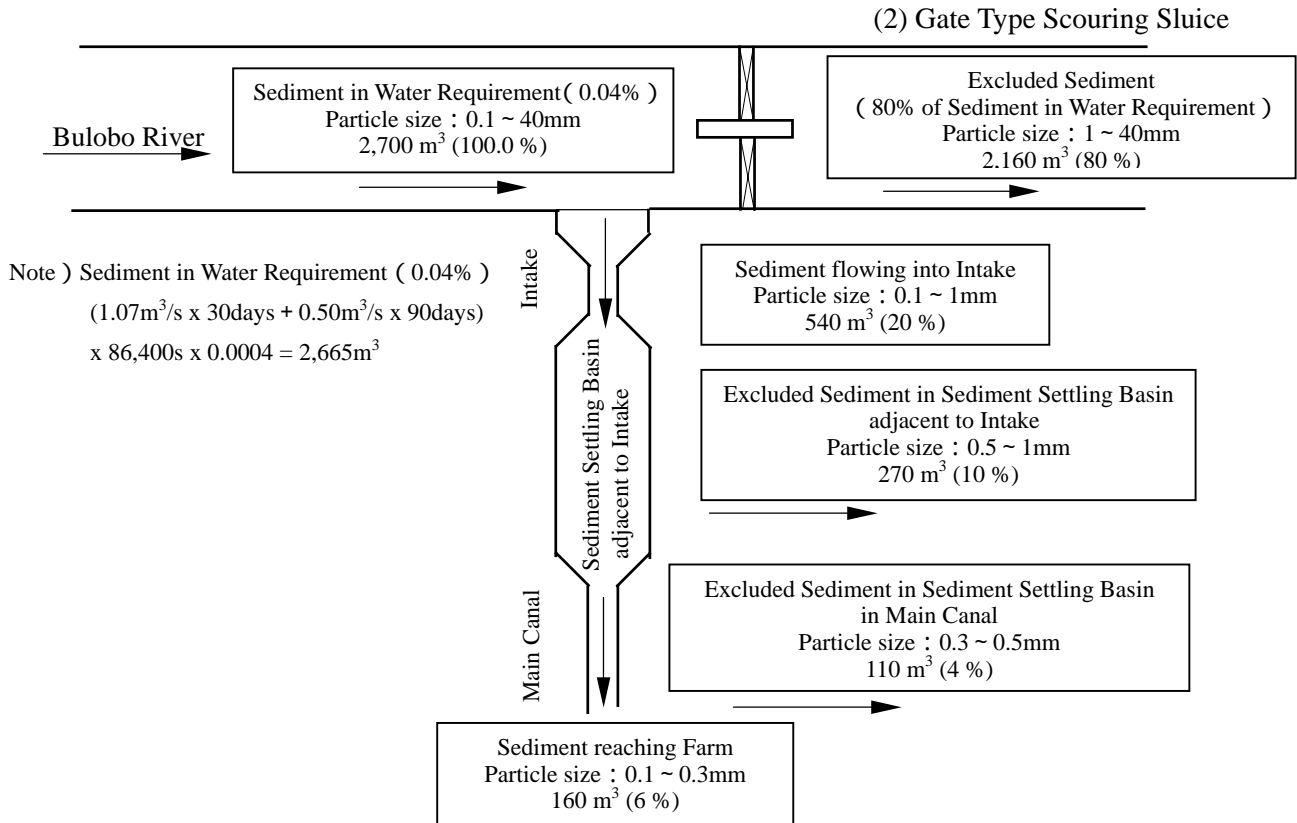 (2) Gate Type Scouring Sluice
Sediment in Water Requirement ( 0.04% )
Particle size : 0.1 ~ 40mm
2,700 m³ (100.0 %)
Excluded Sediment
( 80% of Sediment in Water Requirement )
Particle size : 1 ~ 40mm
2,160 m³ (80 %)
Bulobo River
Note ) Sediment in Water Requirement ( 0.04% )
(1.07m³/s x 30days + 0.50m³/s x 90days)
x 86,400s x 0.0004 = 2,665m³
Intake
Sediment flowing into Intake
Particle size : 0.1 ~ 1mm
540 m³ (20 %)
Sediment Settling Basin
adjacent to Intake
Excluded Sediment in Sediment Settling Basin
adjacent to Intake
Particle size : 0.5 ~ 1mm
270 m³ (10 %)
Main Canal
Excluded Sediment in Sediment Settling Basin
in Main Canal
Particle size : 0.3 ~ 0.5mm
110 m³ (4 %)
Sediment reaching Farm
Particle size : 0.1 ~ 0.3mm
160 m³ (6 %)